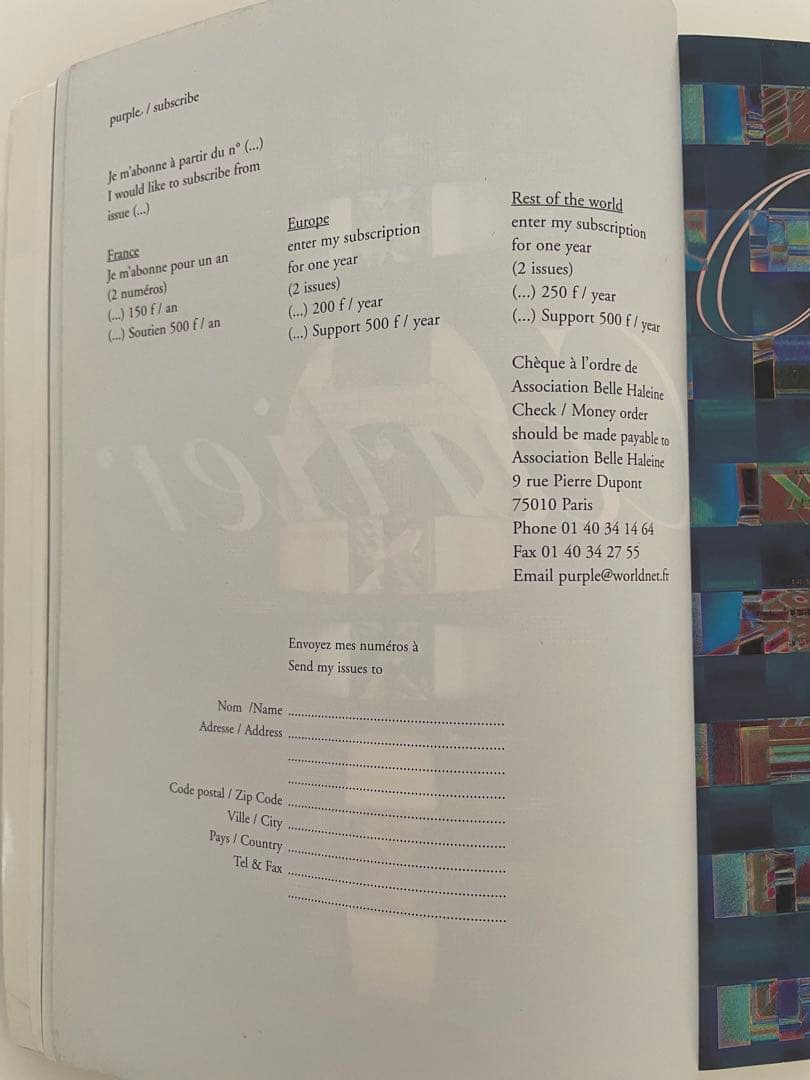 purple / subscribe
Je m'abonne à partir du n° (...)
I would like to subscribe from
issue (...)
France
Je m'abonne pour un an
(2 numéros)
(...) 150 f / an
(...) Soutien 500 f / an
Europe
enter my subscription
for one year
(2 issues)
(...) 200 f / year
(...) Support 500 f / year
Rest of the world
enter my subscription
for one year
(2 issues)
(...) 250 f / year
(...) Support 500 f / year
Chèque à l'ordre de
Association Belle Haleine
Check / Money order
should be made payable to
Association Belle Haleine
9 rue Pierre Dupont
75010 Paris
Phone 01 40 34 14 64
Fax 01 40 34 27 55
Email purple@worldnet.fr
Envoyez mes numéros à
Send my issues to
Nom /Name
Adresse / Address
Code postal / Zip Code
Ville / City
Pays / Country
Tel & Fax
Cartier